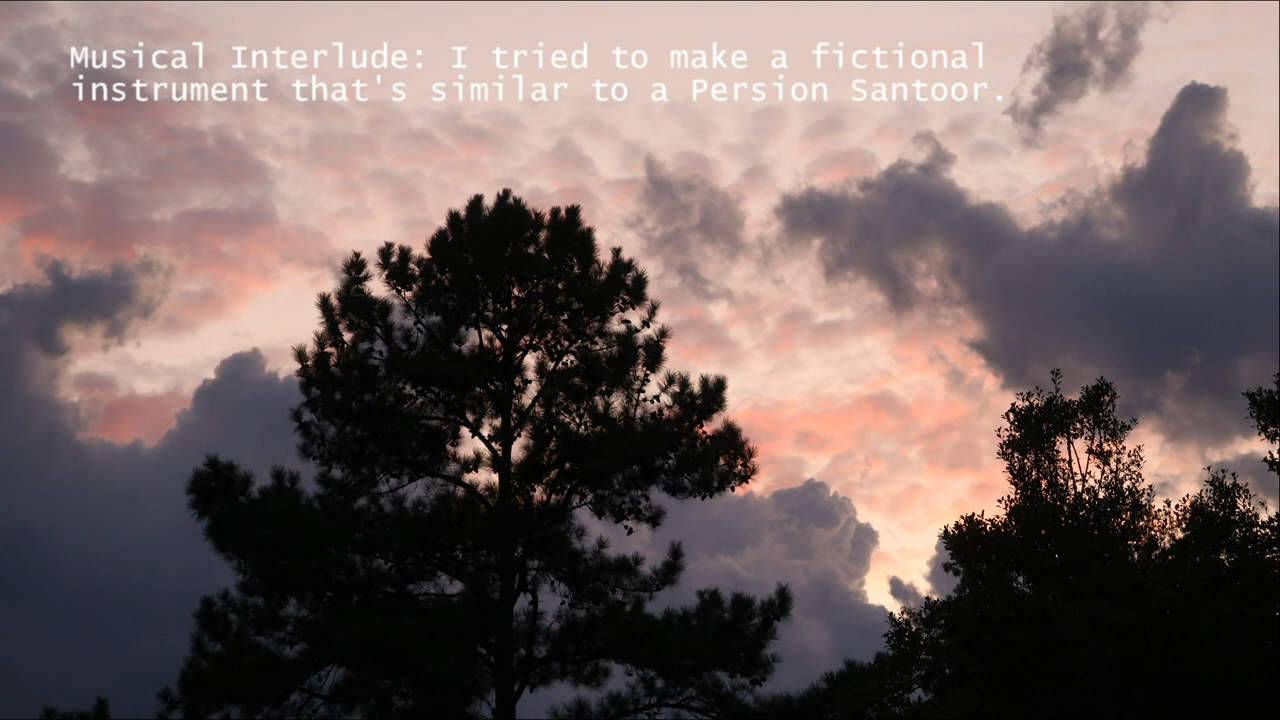 Musical Interlude: I tried to make a fictional
instrument that's similar to a Persion Santoor.